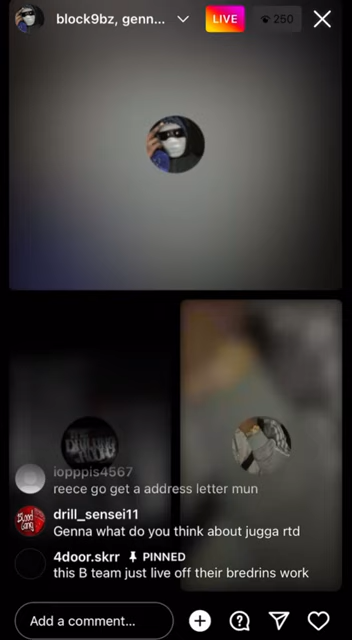 block9bz, genn...
LIVE
250
iopppis4567
reece go get a address letter mun
drill_sensei11
Genna what do you think about jugga rtd
4door.skrr PINNED
this B team just live off their bredrins work
Add a comment...